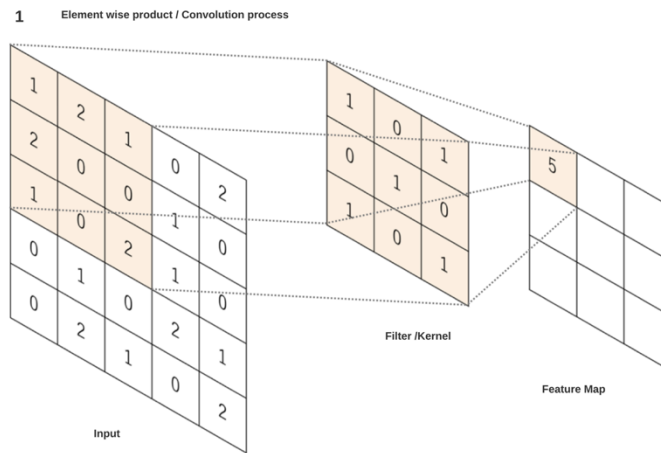 1 Element wise product / Convolution process
1 2 1 0 2
2 0 0 1 0
1 0 2 1 0
0 1 0 2 1
0 2 1 0 2
Input
1 0 1
0 1 0
1 0 1
Filter /Kernel
5
Feature Map